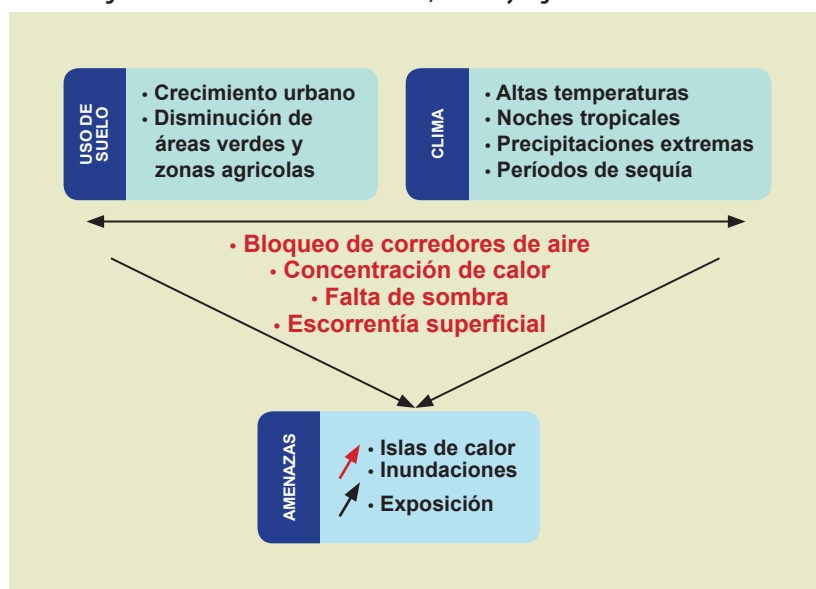 USO DE
SUELO
• Crecimiento urbano
• Disminución de
áreas verdes y
zonas agricolas
CLIMA
• Altas temperaturas
• Noches tropicales
• Precipitaciones extremas
• Períodos de sequía
• Bloqueo de corredores de aire
• Concentración de calor
• Falta de sombra
• Escorrentía superficial
AMENAZAS
• Islas de calor
• Inundaciones
• Exposición